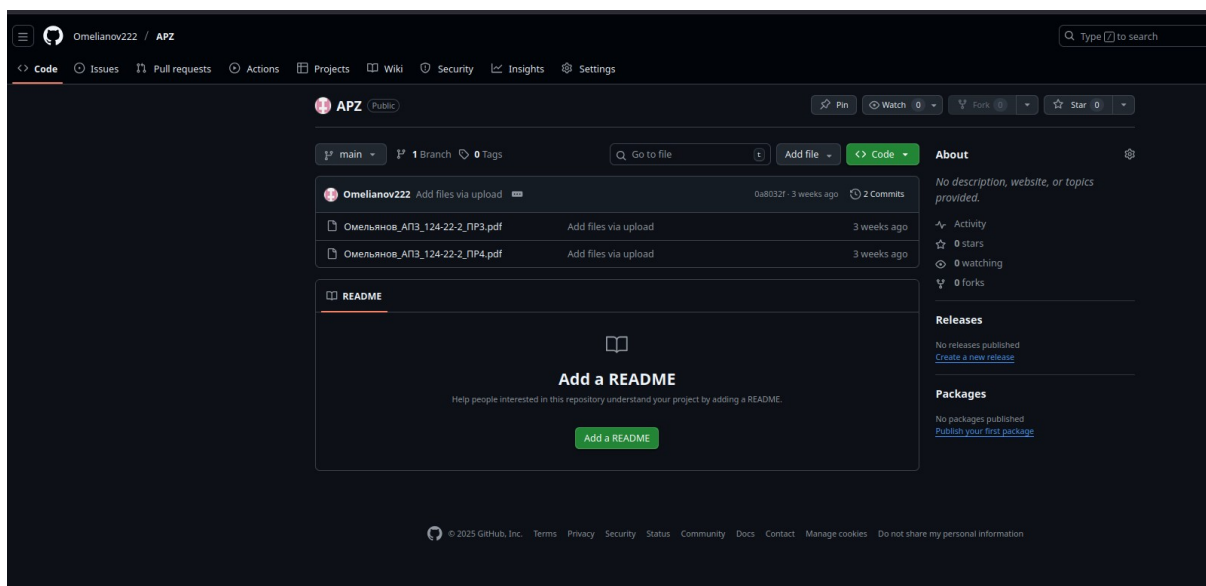 Omelianov222 / APZ
Type / to search
Code Issues Pull requests Actions Projects Wiki Security Insights Settings
APZ Public
Pin Watch 0 Fork 0 Star 0
main 1 Branch 0 Tags Go to file t Add file Code
Omelianov222 Add files via upload 0a8032f · 3 weeks ago 2 Commits
Омельянов_АПЗ_124-22-2_ПР3.pdf Add files via upload 3 weeks ago
Омельянов_АПЗ_124-22-2_ПР4.pdf Add files via upload 3 weeks ago
README
Add a README
Help people interested in this repository understand your project by adding a README.
Add a README
About
No description, website, or topics
provided.
Activity
0 stars
0 watching
0 forks
Releases
No releases published
Create a new release
Packages
No packages published
Publish your first package
© 2025 GitHub, Inc. Terms Privacy Security Status Community Docs Contact Manage cookies Do not share my personal information